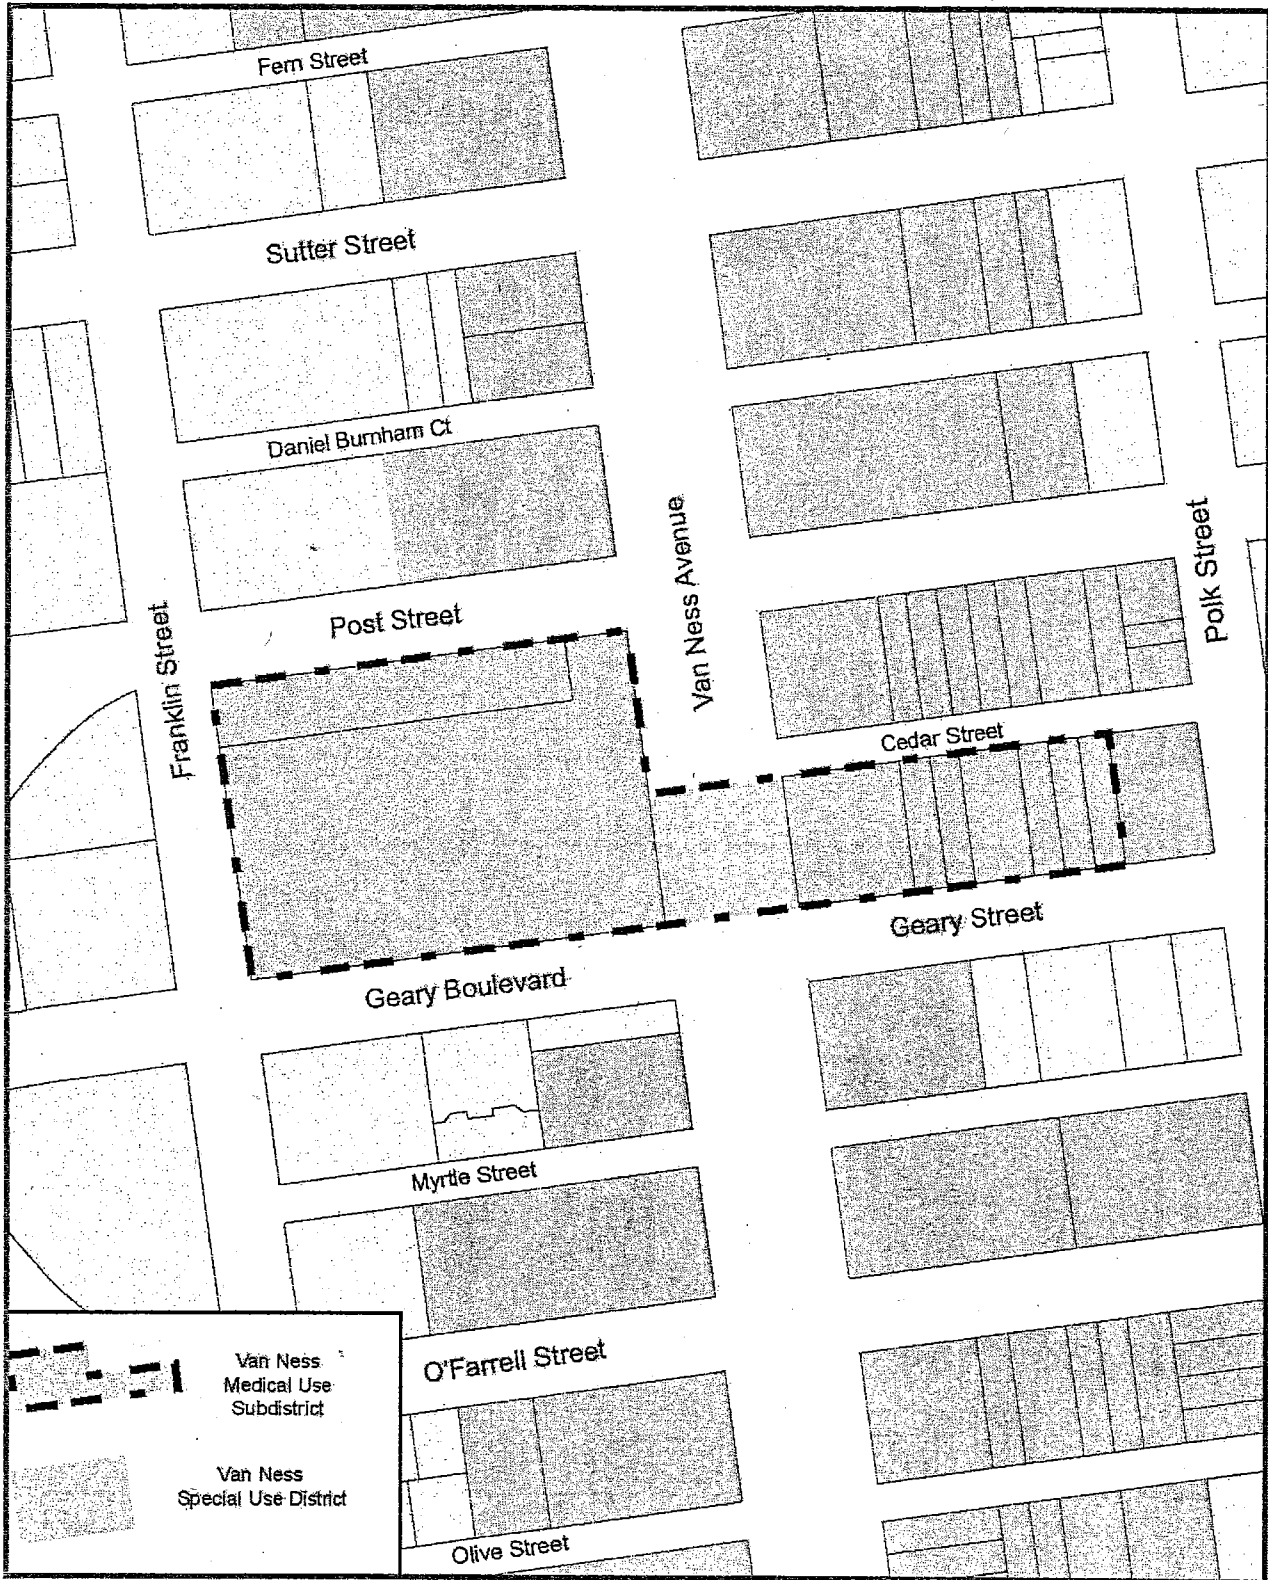 Fern Street
Sutter Street
Daniel Burnham Ct
Post Street
Franklin Street
Van Ness Avenue
Polk Street
Cedar Street
Geary Street
Geary Boulevard
Myrtle Street
O'Farrell Street
Olive Street
Van Ness
Medical Use
Subdistrict
Van Ness
Special Use District